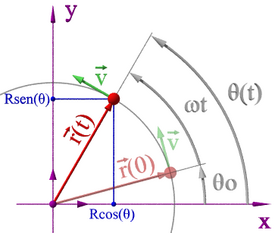 y
v⃗
Rsen(θ)
r⃗(t)
ωt
θ(t)
v⃗
r⃗(0)
θo
Rcos(θ)
x